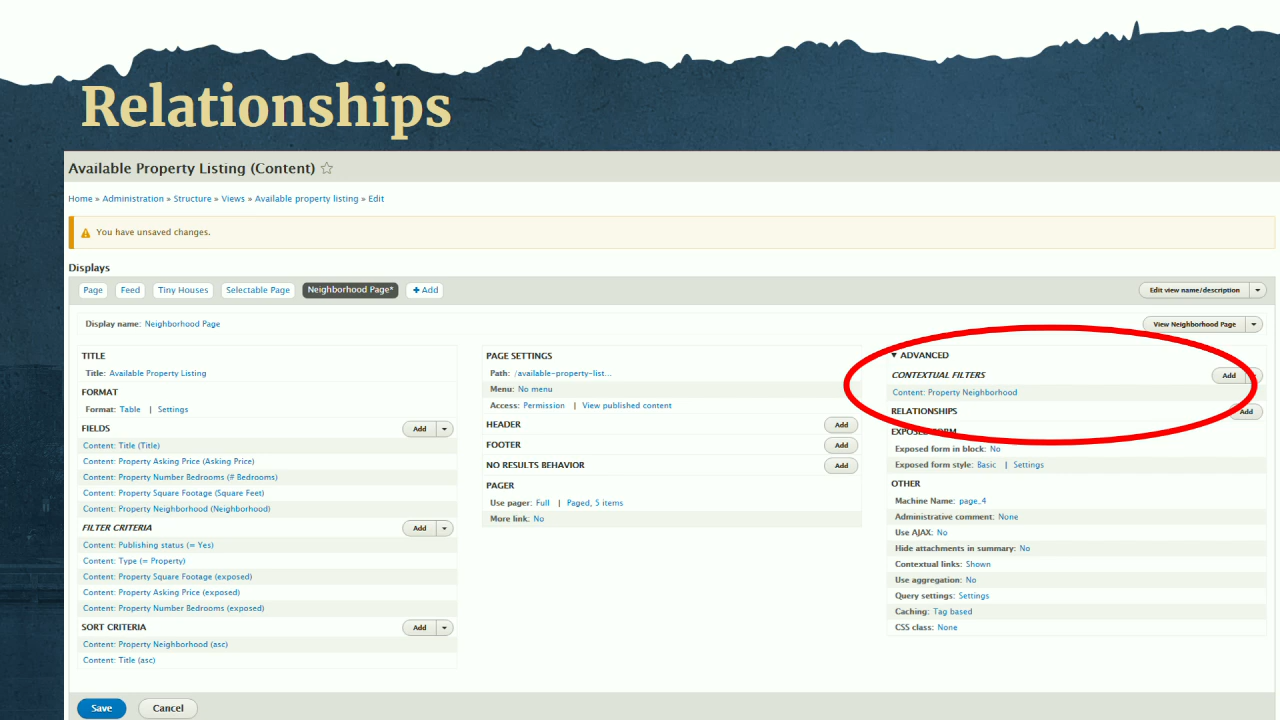 Relationships
Available Property Listing (Content)
Home » Administration » Structure » Views » Available property listing » Edit
You have unsaved changes.
Displays
Page Feed Tiny Houses Selectable Page Neighborhood Page* + Add Edit view name/description
Display name: Neighborhood Page View Neighborhood Page
TITLE
Title: Available Property Listing
FORMAT
Format: Table | Settings
FIELDS Add
Content: Title (Title)
Content: Property Asking Price (Asking Price)
Content: Property Number Bedrooms (# Bedrooms)
Content: Property Square Footage (Square Feet)
Content: Property Neighborhood (Neighborhood)
FILTER CRITERIA Add
Content: Publishing status (= Yes)
Content: Type (= Property)
Content: Property Square Footage (exposed)
Content: Property Asking Price (exposed)
Content: Property Number Bedrooms (exposed)
SORT CRITERIA Add
Content: Property Neighborhood (asc)
Content: Title (asc)
PAGE SETTINGS
Path: /available-property-list...
Menu: No menu
Access: Permission | View published content
HEADER Add
FOOTER Add
NO RESULTS BEHAVIOR Add
PAGER
Use pager: Full | Paged, 5 items
More link: No
ADVANCED
CONTEXTUAL FILTERS Add
Content: Property Neighborhood
RELATIONSHIPS Add
EXPOSED FORM
Exposed form in block: No
Exposed form style: Basic | Settings
OTHER
Machine Name: page_4
Administrative comment: None
Use AJAX: No
Hide attachments in summary: No
Contextual links: Shown
Use aggregation: No
Query settings: Settings
Caching: Tag based
CSS class: None
Save Cancel